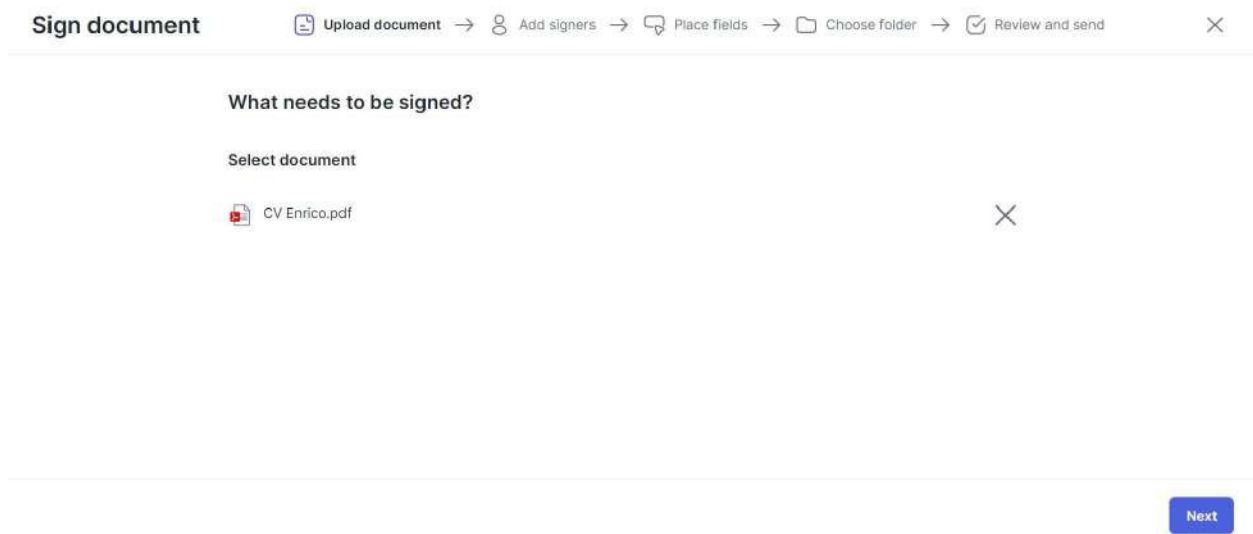 Sign document
Upload document → Add signers → Place fields → Choose folder → Review and send
What needs to be signed?
Select document
CV Enrico.pdf
Next